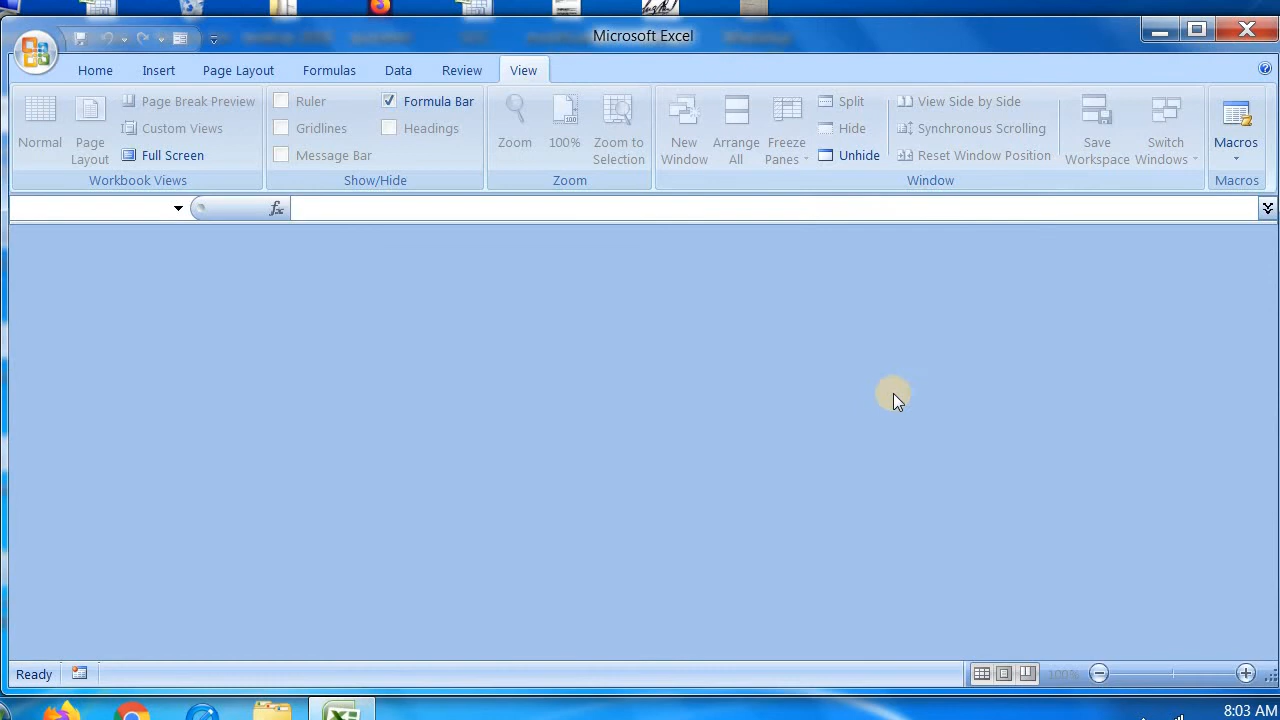 Microsoft Excel
Home Insert Page Layout Formulas Data Review View
Normal
Page Layout
Page Break Preview
Custom Views
Full Screen
Workbook Views
Ruler
Gridlines
Message Bar
Formula Bar
Headings
Show/Hide
Zoom
100%
Zoom to Selection
Zoom
New Window
Arrange All
Freeze Panes
Split
Hide
Unhide
View Side by Side
Synchronous Scrolling
Reset Window Position
Save Workspace
Switch Windows
Window
Macros
Macros
fx
Ready
100%
8:03 AM